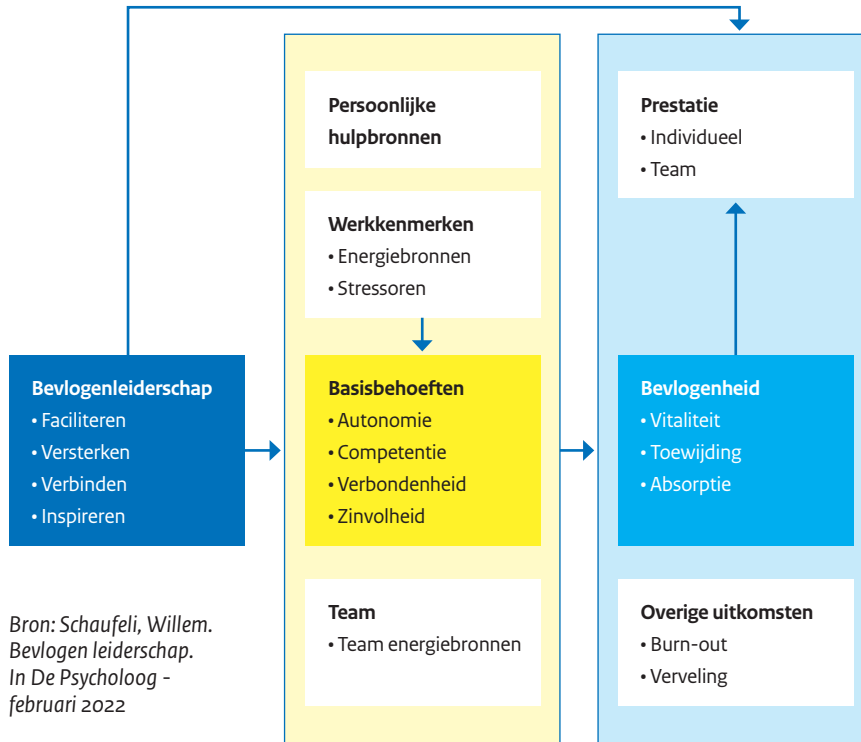 Persoonlijke
hulpbronnen
Werkkenmerken
• Energiebronnen
• Stressoren
Prestatie
• Individueel
• Team
Bevlogenleiderschap
• Faciliteren
• Versterken
• Verbinden
• Inspireren
Basisbehoeften
• Autonomie
• Competentie
• Verbondenheid
• Zinvolheid
Bevlogenheid
• Vitaliteit
• Toewijding
• Absorptie
Team
• Team energiebronnen
Overige uitkomsten
• Burn-out
• Verveling
Bron: Schaufeli, Willem.
Bevlogen leiderschap.
In De Psycholoog -
februari 2022